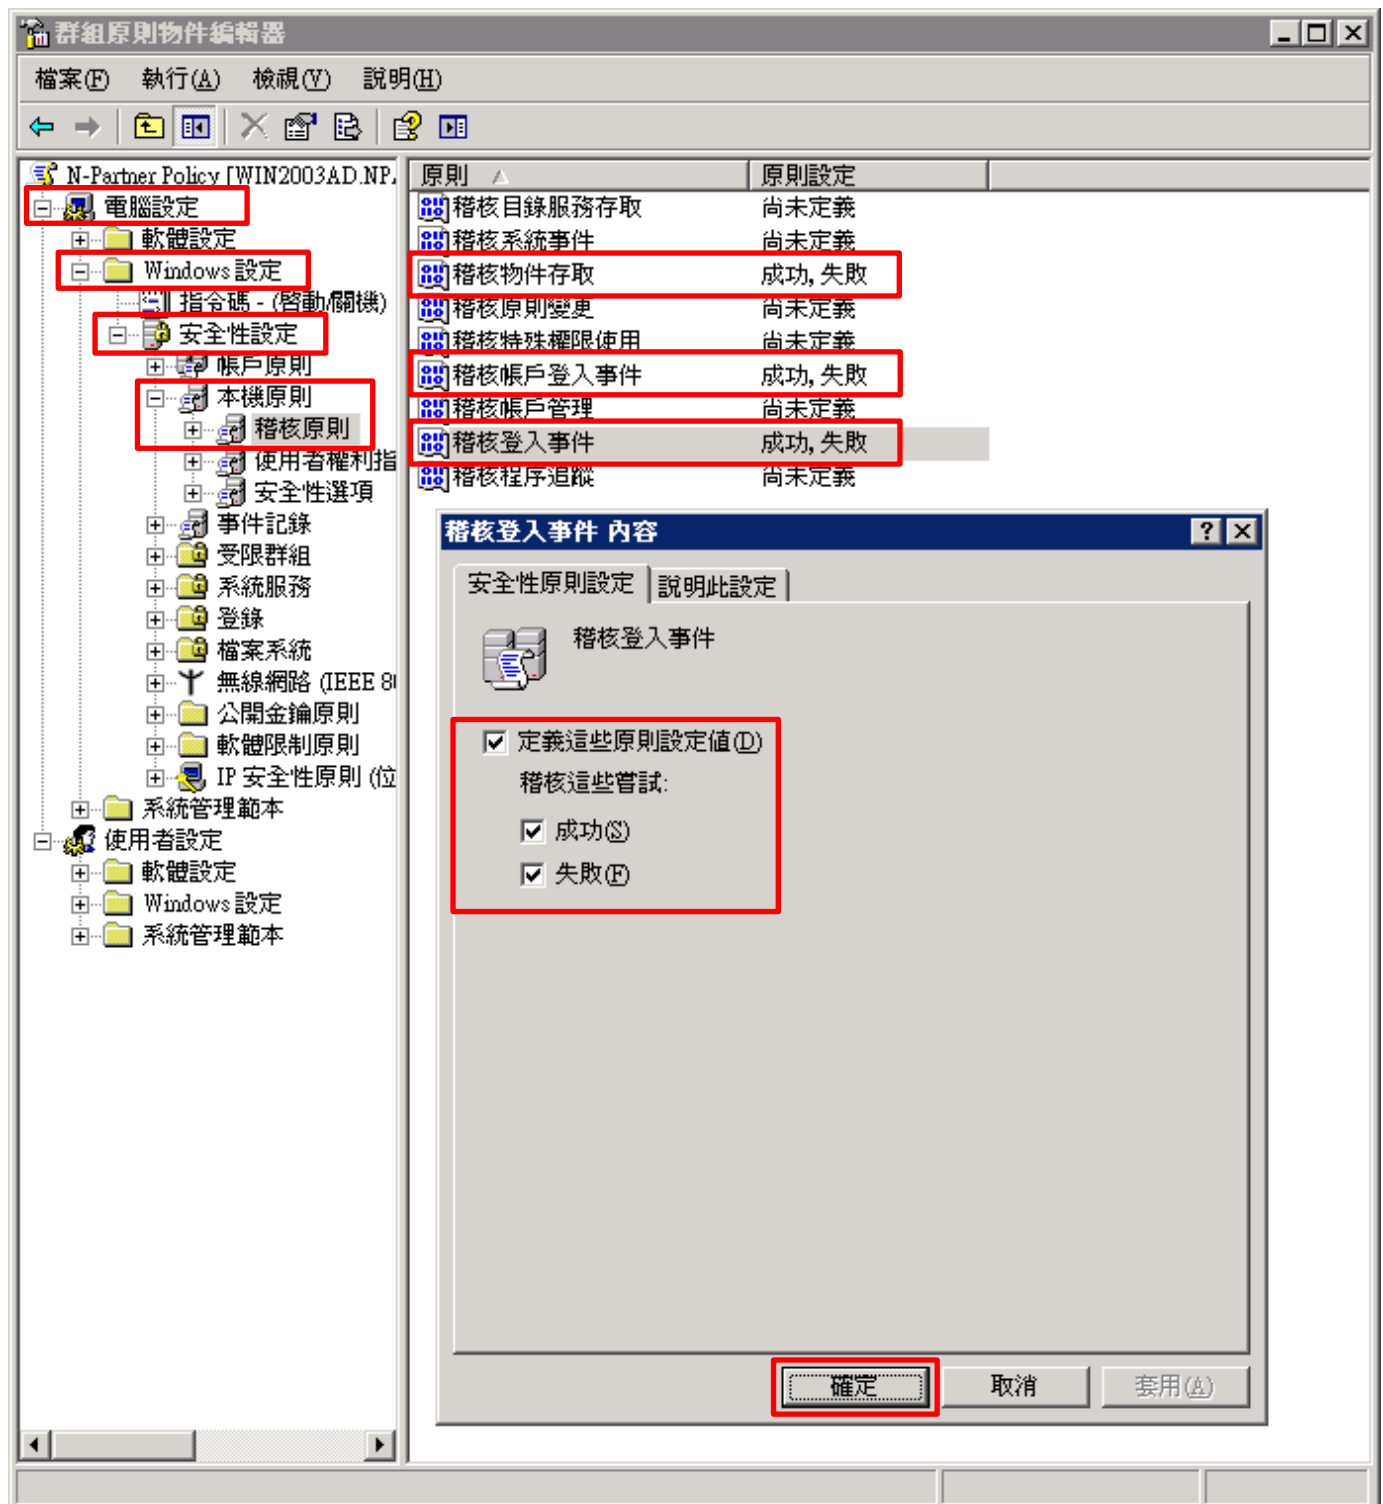 群組原則物件編輯器
檔案(F) 執行(A) 檢視(V) 說明(H)
N-Partner Policy [WIN2003AD.NP
電腦設定
軟體設定
Windows 設定
指令碼 - (啓動/關機)
安全性設定
帳戶原則
本機原則
稽核原則
使用者權利指
安全性選項
事件記錄
受限群組
系統服務
登錄
檔案系統
無線網路 (IEEE 8
公開金鑰原則
軟體限制原則
IP 安全性原則 (位
系統管理範本
使用者設定
軟體設定
Windows 設定
系統管理範本
原則 原則設定
稽核目錄服務存取 尚未定義
稽核系統事件 尚未定義
稽核物件存取 成功, 失敗
稽核原則變更 尚未定義
稽核特殊權限使用 尚未定義
稽核帳戶登入事件 成功, 失敗
稽核帳戶管理 尚未定義
稽核登入事件 成功, 失敗
稽核程序追蹤 尚未定義
稽核登入事件 內容
安全性原則設定 說明此設定
稽核登入事件
定義這些原則設定值(D)
稽核這些嘗試:
成功(S)
失敗(F)
確定 取消 套用(A)